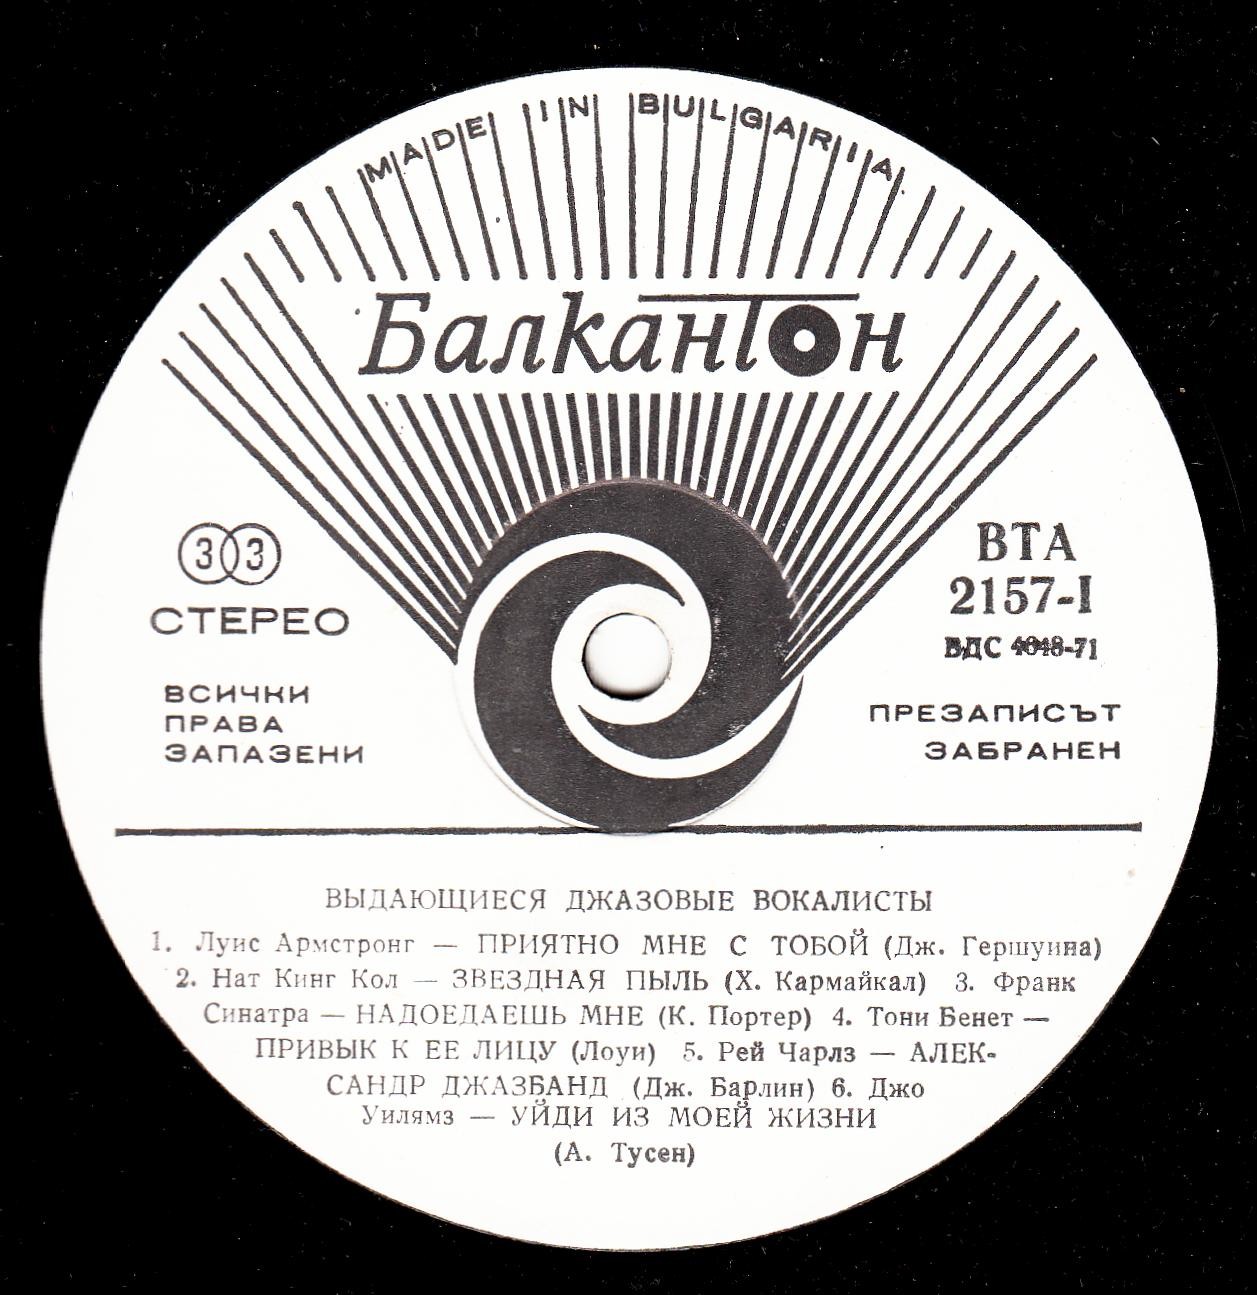 MADE IN BULGARIA
Балкантон
33
СТЕРЕО
ВСИЧКИ
ПРАВА
ЗАПАЗЕНИ
ВТА
2157-I
ВДС 4048-71
ПРЕЗАПИСЪТ
ЗАБРАНЕН
ВЫДАЮЩИЕСЯ ДЖАЗОВЫЕ ВОКАЛИСТЫ
1. Луис Армстронг — ПРИЯТНО МНЕ С ТОБОЙ (Дж. Гершуина)
2. Нат Кинг Кол — ЗВЕЗДНАЯ ПЫЛЬ (Х. Кармайкал) 3. Франк
Синатра — НАДОЕДАЕШЬ МНЕ (К. Портер) 4. Тони Бенет —
ПРИВЫК К ЕЕ ЛИЦУ (Лоуи) 5. Рей Чарлз — АЛЕК-
САНДР ДЖАЗБАНД (Дж. Барлин) 6. Джо
Уилямз — УЙДИ ИЗ МОЕЙ ЖИЗНИ
(А. Тусен)